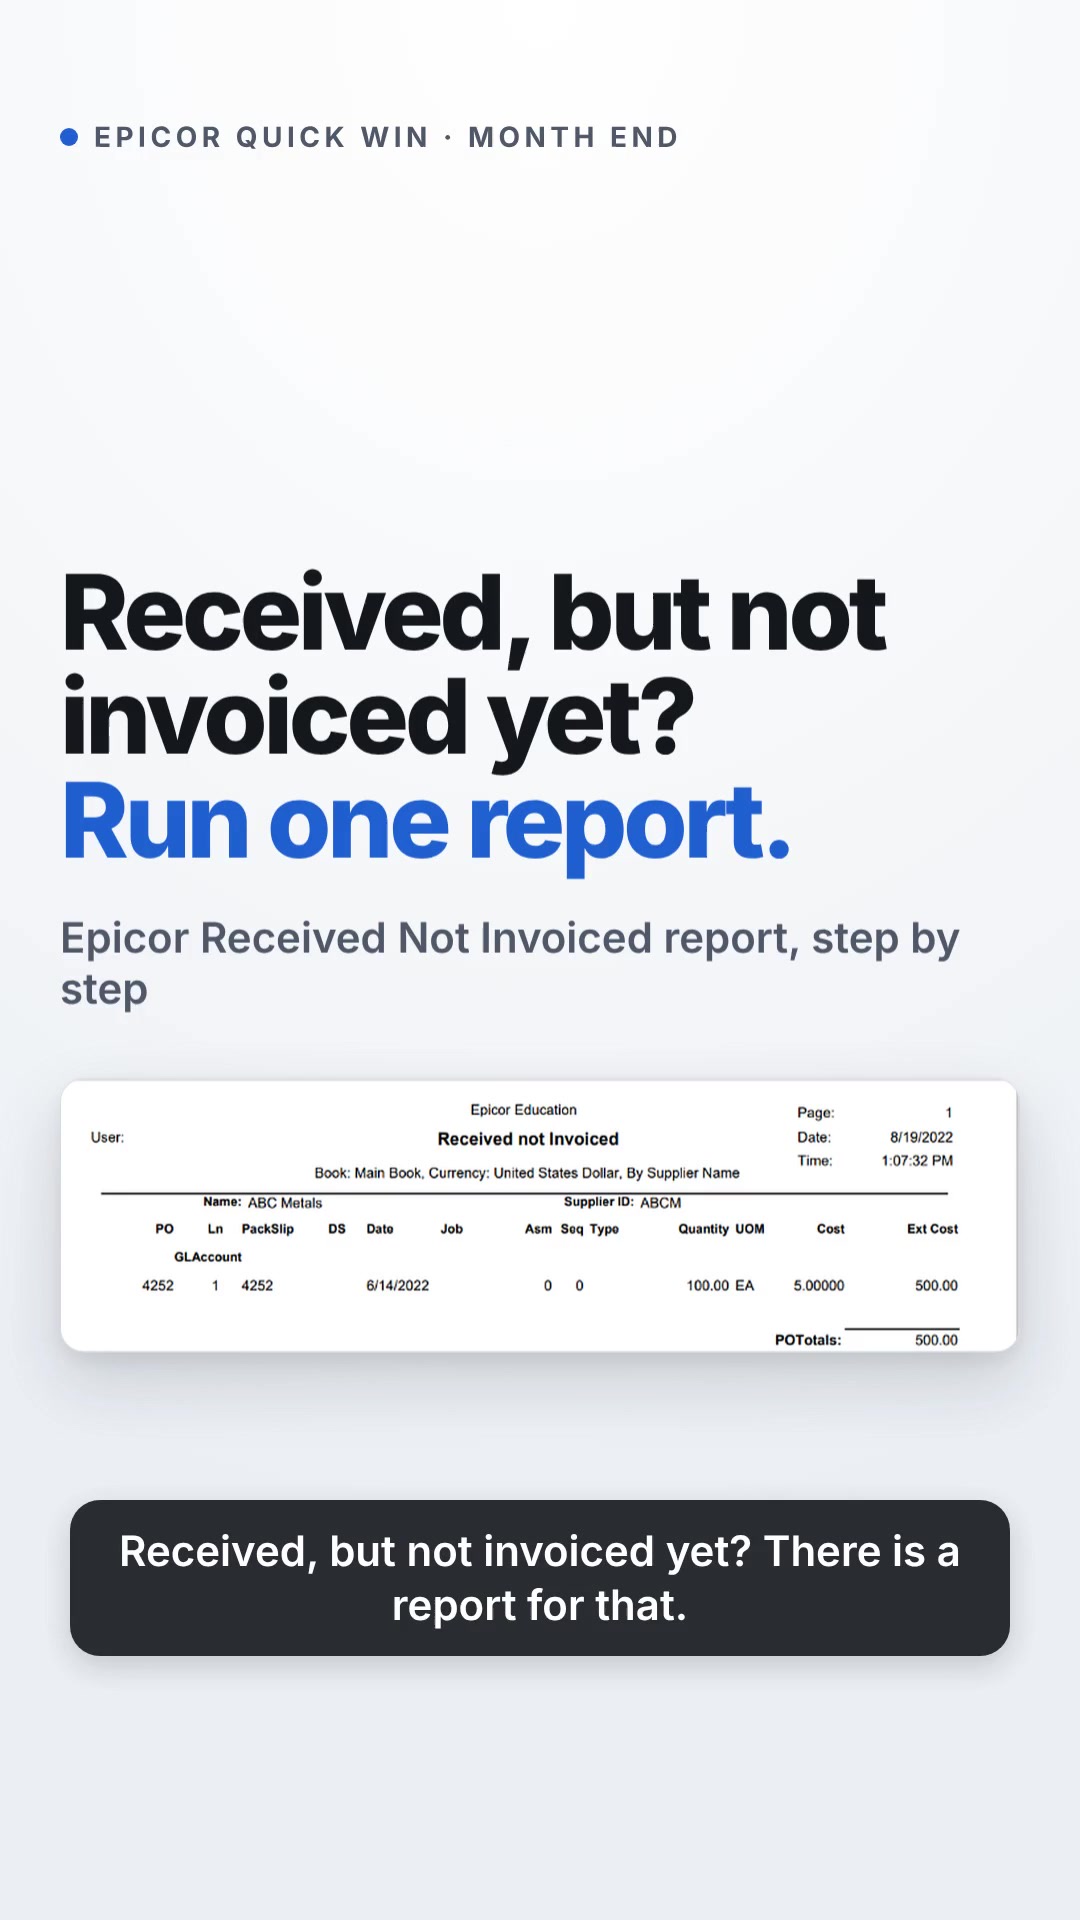 EPICOR QUICK WIN · MONTH END
Received, but not
invoiced yet?
Run one report.
Epicor Received Not Invoiced report, step by
step
Epicor Education
Page: 1
User:
Received not Invoiced
Date: 8/19/2022
Time: 1:07:32 PM
Book: Main Book, Currency: United States Dollar, By Supplier Name
Name: ABC Metals Supplier ID: ABCM
PO Ln PackSlip DS Date Job Asm Seq Type Quantity UOM Cost Ext Cost
GLAccount
4252 1 4252 6/14/2022 0 0 100.00 EA 5.00000 500.00
POTotals: 500.00
Received, but not invoiced yet? There is a
report for that.